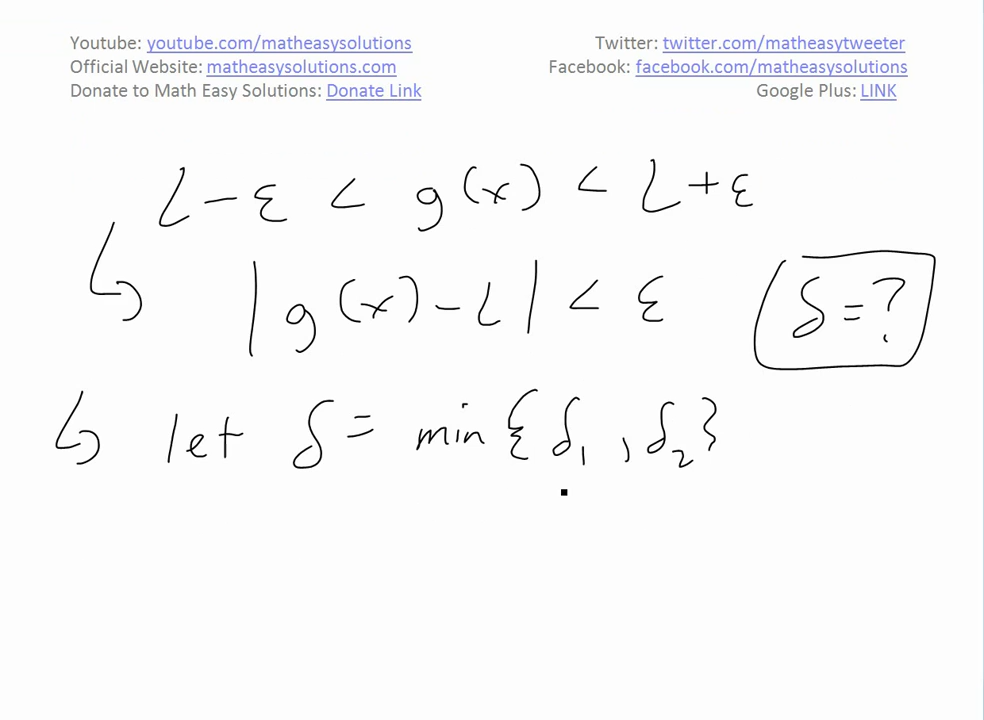 Youtube: youtube.com/matheasysolutions Twitter: twitter.com/matheasytweeter
Official Website: matheasysolutions.com Facebook: facebook.com/matheasysolutions
Donate to Math Easy Solutions: Donate Link Google Plus: LINK
L - ε < g(x) < L + ε
↳ |g(x) - L| < ε δ = ?
↳ let δ = min{δ₁, δ₂}